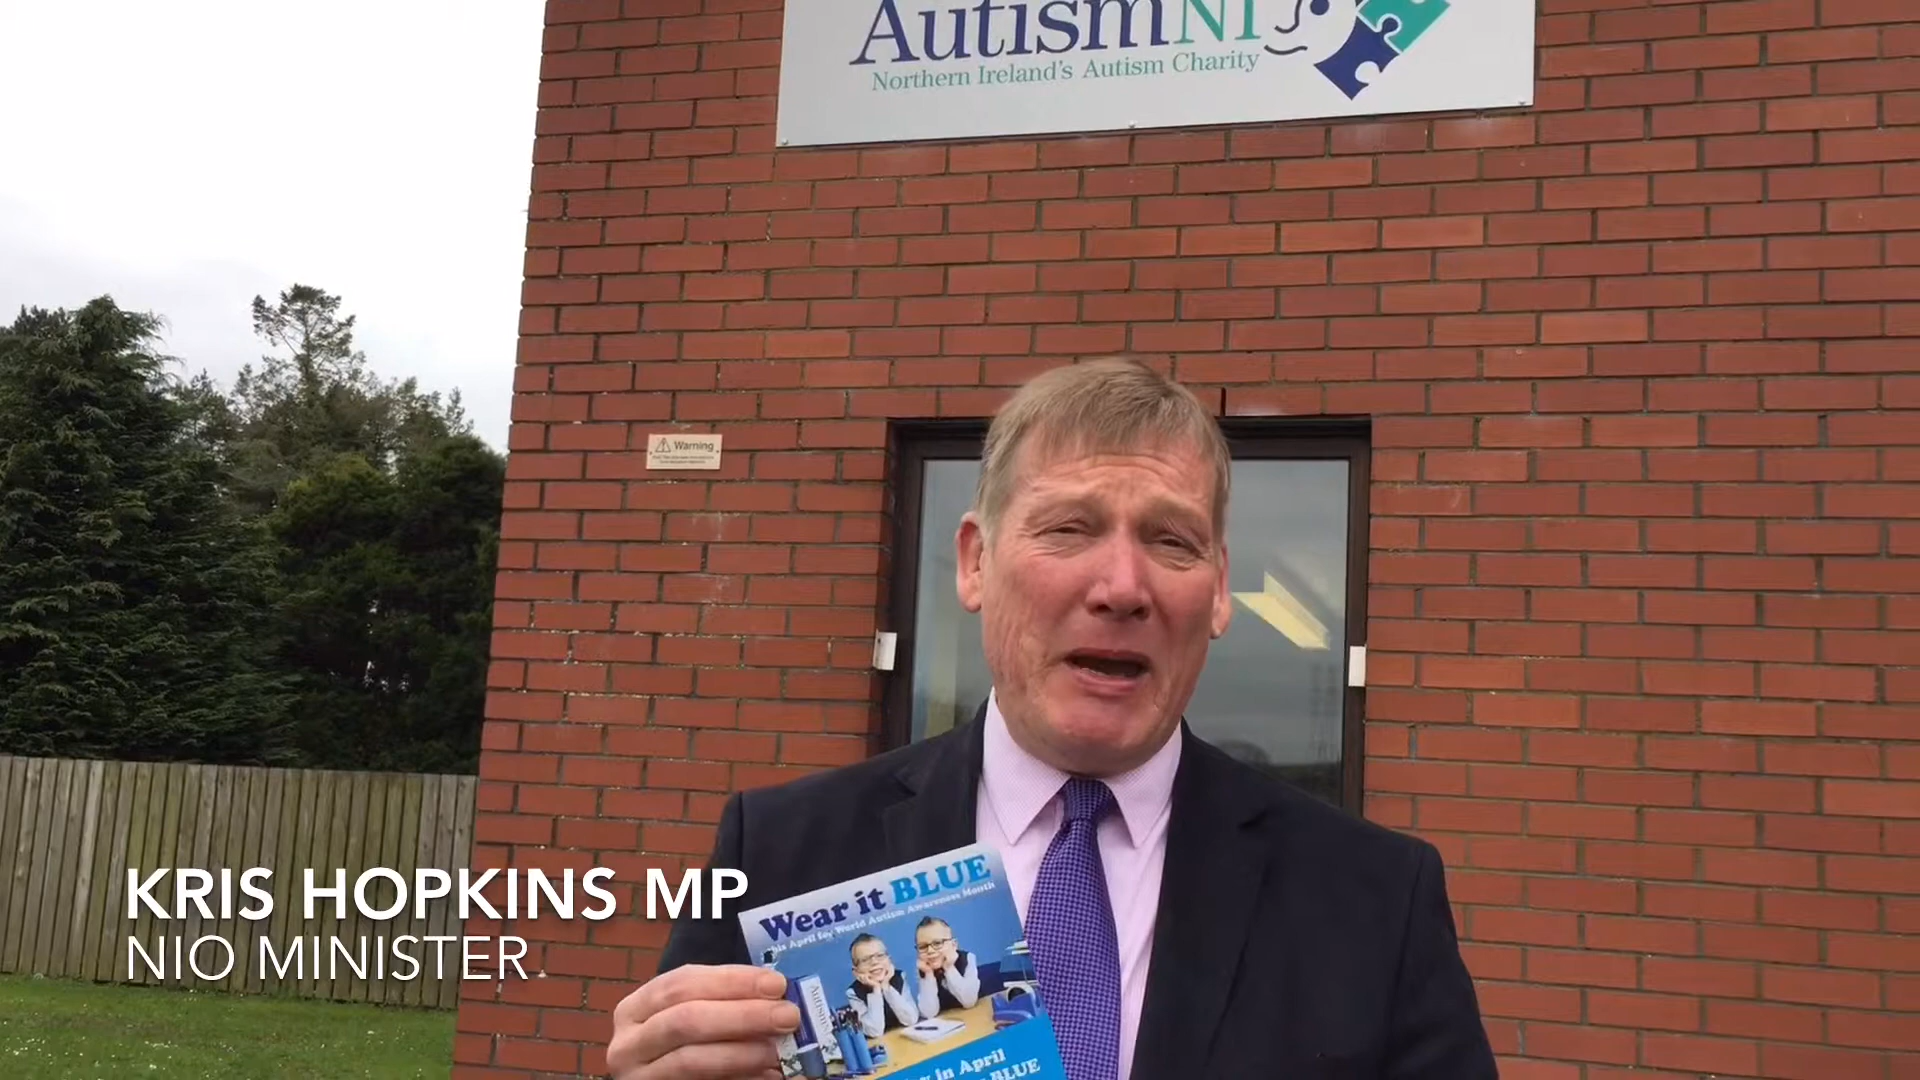 AutismNI
Northern Ireland's Autism Charity
Warning
KRIS HOPKINS MP
NIO MINISTER
Wear it BLUE
This April for World Autism Awareness Month
Autism
in April
BLUE